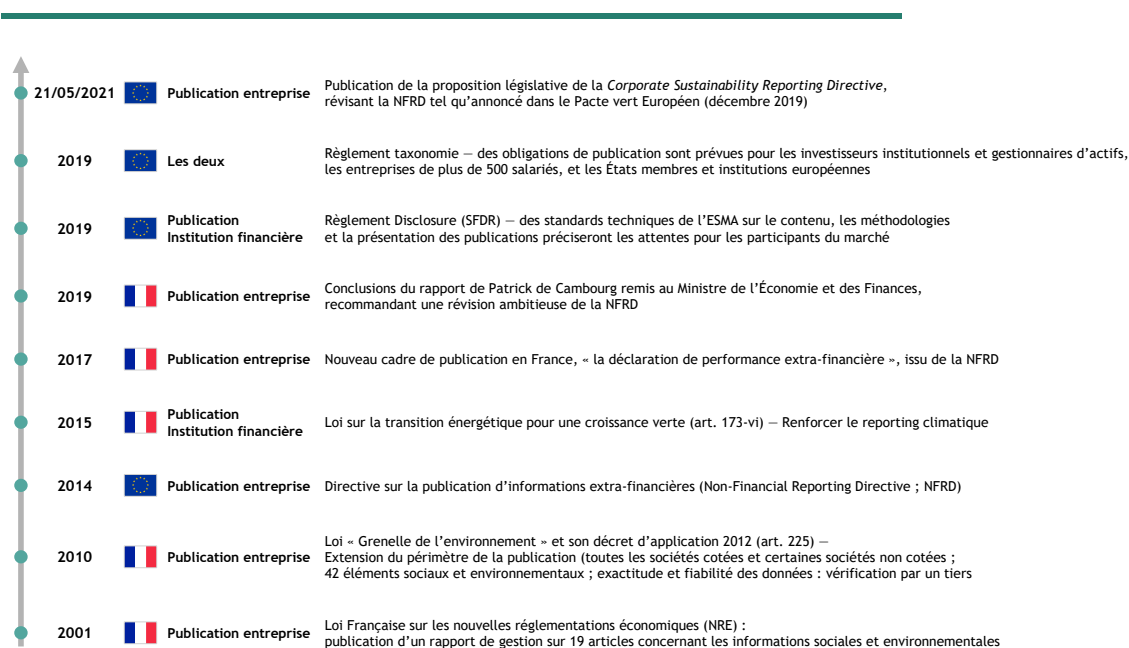 21/05/2021 Publication entreprise
Publication de la proposition législative de la Corporate Sustainability Reporting Directive,
révisant la NFRD tel qu’annoncé dans le Pacte vert Européen (décembre 2019)
2019 Les deux
Règlement taxonomie — des obligations de publication sont prévues pour les investisseurs institutionnels et gestionnaires d’actifs,
les entreprises de plus de 500 salariés, et les États membres et institutions européennes
2019 Publication
Institution financière
Règlement Disclosure (SFDR) — des standards techniques de l’ESMA sur le contenu, les méthodologies
et la présentation des publications préciseront les attentes pour les participants du marché
2019 Publication entreprise
Conclusions du rapport de Patrick de Cambourg remis au Ministre de l’Économie et des Finances,
recommandant une révision ambitieuse de la NFRD
2017 Publication entreprise Nouveau cadre de publication en France, « la déclaration de performance extra-financière », issu de la NFRD
2015 Publication
Institution financière
Loi sur la transition énergétique pour une croissance verte (art. 173-vi) — Renforcer le reporting climatique
2014 Publication entreprise Directive sur la publication d’informations extra-financières (Non-Financial Reporting Directive ; NFRD)
2010 Publication entreprise
Loi « Grenelle de l’environnement » et son décret d’application 2012 (art. 225) —
Extension du périmètre de la publication (toutes les sociétés cotées et certaines sociétés non cotées ;
42 éléments sociaux et environnementaux ; exactitude et fiabilité des données : vérification par un tiers
2001 Publication entreprise
Loi Française sur les nouvelles réglementations économiques (NRE) :
publication d’un rapport de gestion sur 19 articles concernant les informations sociales et environnementales